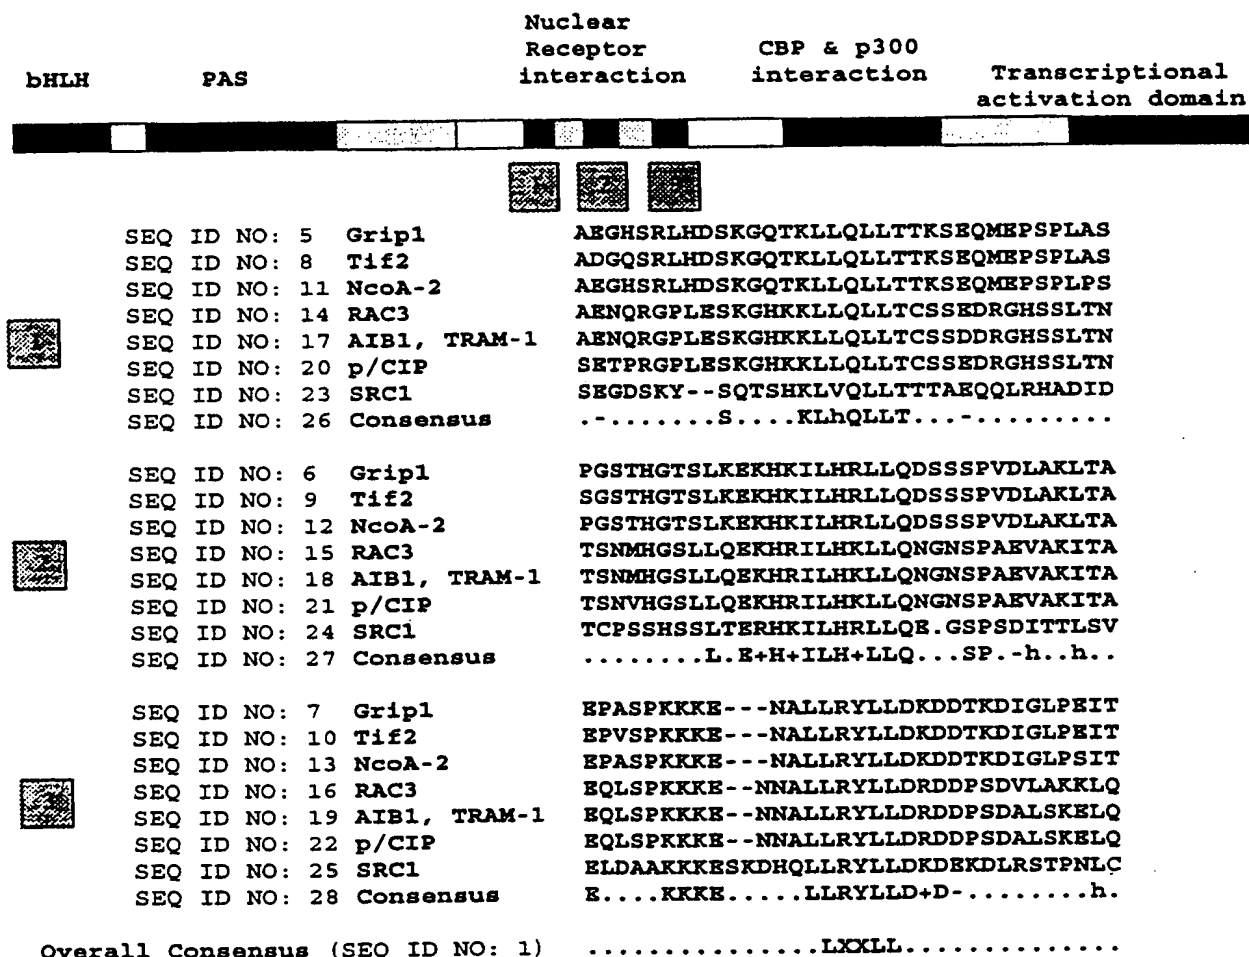 Nuclear
Receptor
interaction
CBP & p300
interaction
bHLH PAS
Transcriptional
activation domain
1 2 3
SEQ ID NO: 5 Grip1 AEGHSRLHDSKGQTKLLQLLTTKSEQMEPSPLAS
SEQ ID NO: 8 Tif2 ADGQSRLHDSKGQTKLLQLLTTKSEQMEPSPLAS
SEQ ID NO: 11 NcoA-2 AEGHSRLHDSKGQTKLLQLLTTKSEQMEPSPLPS
SEQ ID NO: 14 RAC3 AENQRGPLESKGHKKLLQLLTCSSEDRGHSSLTN
1
SEQ ID NO: 17 AIB1, TRAM-1 AENQRGPLESKGHKKLLQLLTCSSDDRGHSSLTN
SEQ ID NO: 20 p/CIP SETPRGPLESKGHKKLLQLLTCSSEDRGHSSLTN
SEQ ID NO: 23 SRC1 SEGDSKY--SQTSHKLVQLLTTTAEQQLRHADID
SEQ ID NO: 26 Consensus .-.......S....KLhQLLT...-.........
SEQ ID NO: 6 Grip1 PGSTHGTSLKEKHKILHRLLQDSSSPVDLAKLTA
SEQ ID NO: 9 Tif2 SGSTHGTSLKEKHKILHRLLQDSSSPVDLAKLTA
SEQ ID NO: 12 NcoA-2 PGSTHGTSLKEKHKILHRLLQDSSSPVDLAKLTA
SEQ ID NO: 15 RAC3 TSNMHGSLLQEKHRILHKLLQNGNSPAEVAKITA
2
SEQ ID NO: 18 AIB1, TRAM-1 TSNMHGSLLQEKHRILHKLLQNGNSPAEVAKITA
SEQ ID NO: 21 p/CIP TSNVHGSLLQEKHRILHKLLQNGNSPAEVAKITA
SEQ ID NO: 24 SRC1 TCPSSHSSLTERHKILHRLLQE.GSPSDITTLSV
SEQ ID NO: 27 Consensus ........L.E+H+ILH+LLQ...SP.-h..h..
SEQ ID NO: 7 Grip1 EPASPKKKE---NALLRYLLDKDDTKDIGLPEIT
SEQ ID NO: 10 Tif2 EPVSPKKKE---NALLRYLLDKDDTKDIGLPEIT
SEQ ID NO: 13 NcoA-2 EPASPKKKE---NALLRYLLDKDDTKDIGLPSIT
SEQ ID NO: 16 RAC3 EQLSPKKKE--NNALLRYLLDRDDPSDVLAKKLQ
3
SEQ ID NO: 19 AIB1, TRAM-1 EQLSPKKKE--NNALLRYLLDRDDPSDALSKELQ
SEQ ID NO: 22 p/CIP EQLSPKKKE--NNALLRYLLDRDDPSDALSKELQ
SEQ ID NO: 25 SRC1 ELDAAKKKESKDHQLLRYLLDKDEKDLRSTPNLC
SEQ ID NO: 28 Consensus E....KKKE.....LLRYLLD+D-.........h.
Overall Consensus (SEQ ID NO: 1) ...............LXXLL..............